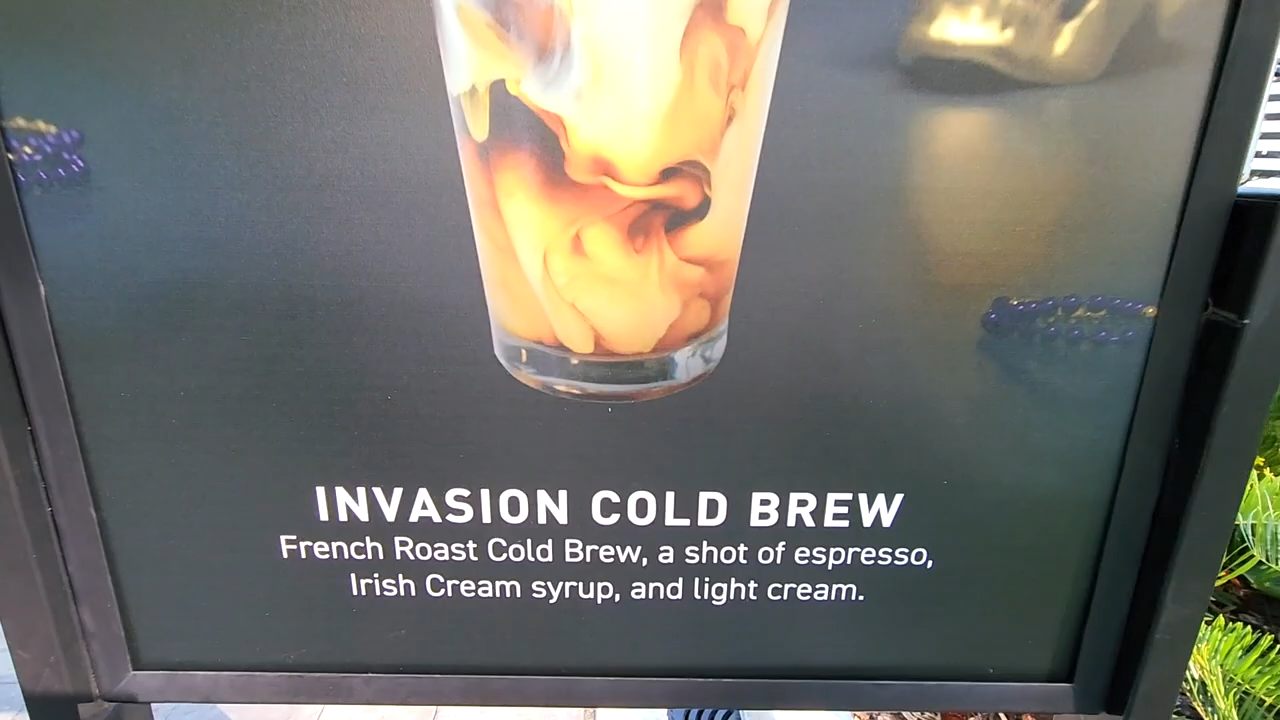 INVASION COLD BREW
French Roast Cold Brew, a shot of espresso,
Irish Cream syrup, and light cream.